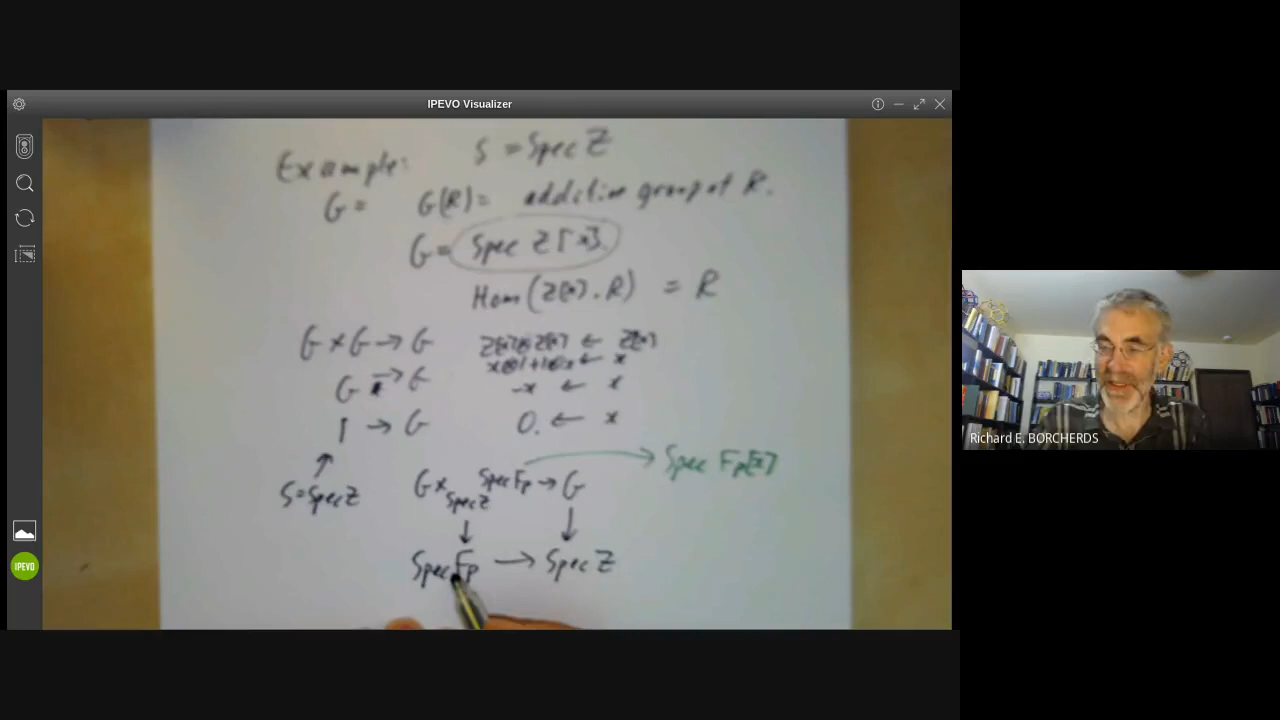 IPEVO Visualizer
Example: S = Spec Z
G = G(R) = additive group of R.
G = Spec Z[x].
Hom(Z[x], R) = R
G × G → G Z[x]⊗Z[x] ← Z[x]
x⊗1+1⊗x ← x
G → G -x ← x
1 → G 0. ← x
↑
S=Spec Z G ×_{Spec Z} Spec Fp → G → Spec Fp[x]
↓ ↓
Spec Fp → Spec Z
Richard E. BORCHERDS
IPEVO